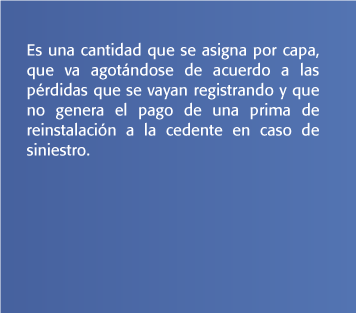 Es una cantidad que se asigna por capa,
que va agotándose de acuerdo a las
pérdidas que se vayan registrando y que
no genera el pago de una prima de
reinstalación a la cedente en caso de
siniestro.